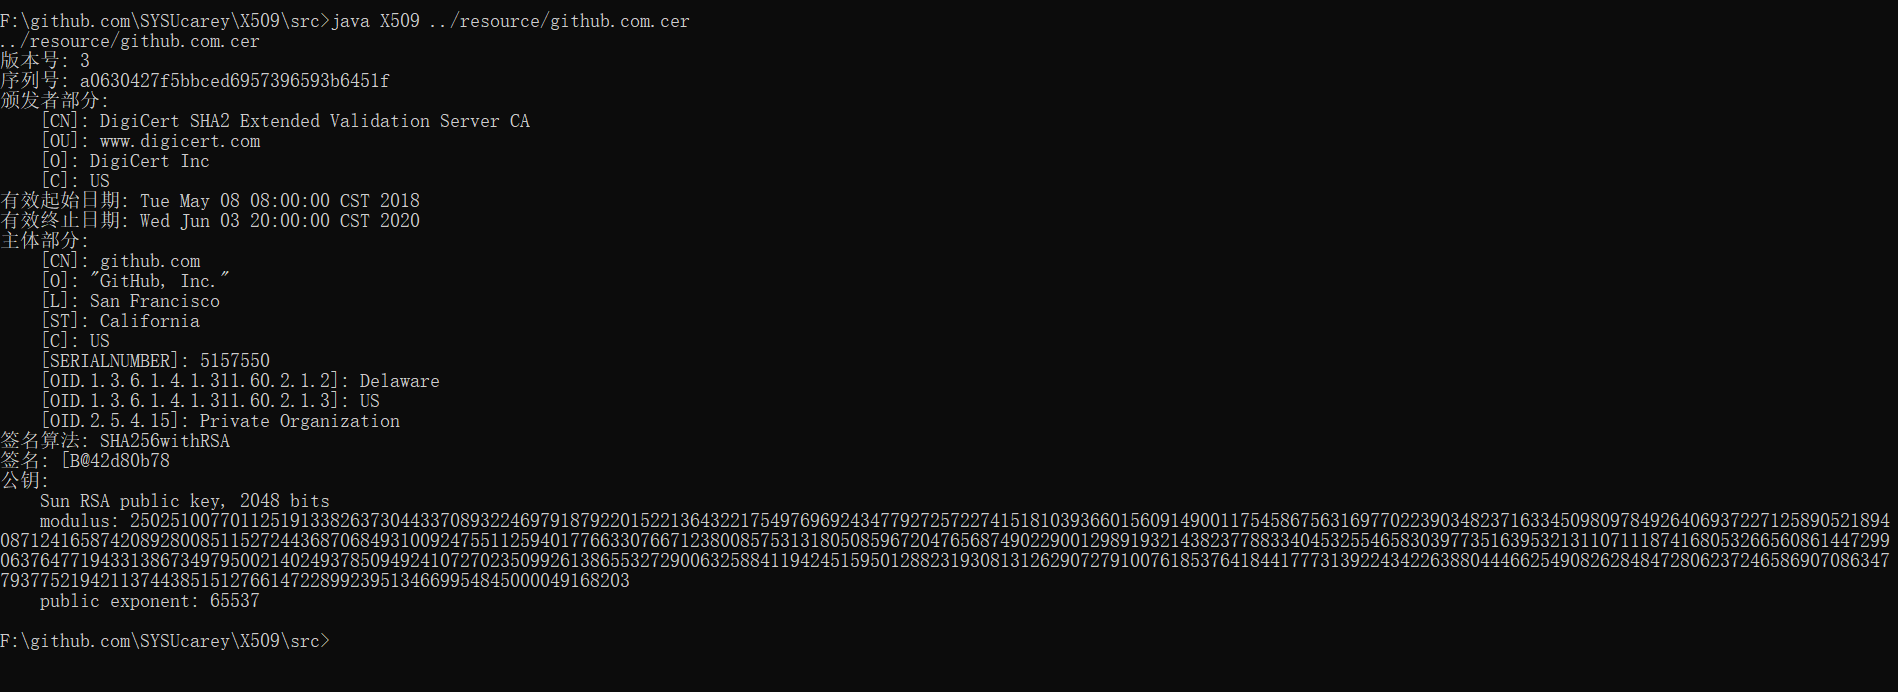 F:\github.com\SYSUcarey\X509\src>java X509 ../resource/github.com.cer
../resource/github.com.cer
版本号: 3
序列号: a0630427f5bbced6957396593b6451f
颁发者部分:
    [CN]: DigiCert SHA2 Extended Validation Server CA
    [OU]: www.digicert.com
    [O]: DigiCert Inc
    [C]: US
有效起始日期: Tue May 08 08:00:00 CST 2018
有效终止日期: Wed Jun 03 20:00:00 CST 2020
主体部分:
    [CN]: github.com
    [O]: "GitHub, Inc."
    [L]: San Francisco
    [ST]: California
    [C]: US
    [SERIALNUMBER]: 5157550
    [OID.1.3.6.1.4.1.311.60.2.1.2]: Delaware
    [OID.1.3.6.1.4.1.311.60.2.1.3]: US
    [OID.2.5.4.15]: Private Organization
签名算法: SHA256withRSA
签名: [B@42d80b78
公钥:
    Sun RSA public key, 2048 bits
    modulus: 25025100770112519133826373044337089322469791879220152213643221754976969243477927257227415181039366015609149001175458675631697702239034823716334509809784926406937227125890521894
08712416587420892800851152724436870684931009247551125940177663307667123800857531318050859672047656874902290012989193214382377883340453255465830397735163953213110711187416805326656086144729 9
06376477194331386734979500214024937850949241072702350992613865532729006325884119424515950128823193081312629072791007618537641844177731392243422638804446625490826284847280623724658690708 6347
7937752194211374438515127661472289923951346699548450000 49168203
    public exponent: 65537
F:\github.com\SYSUcarey\X509\src>